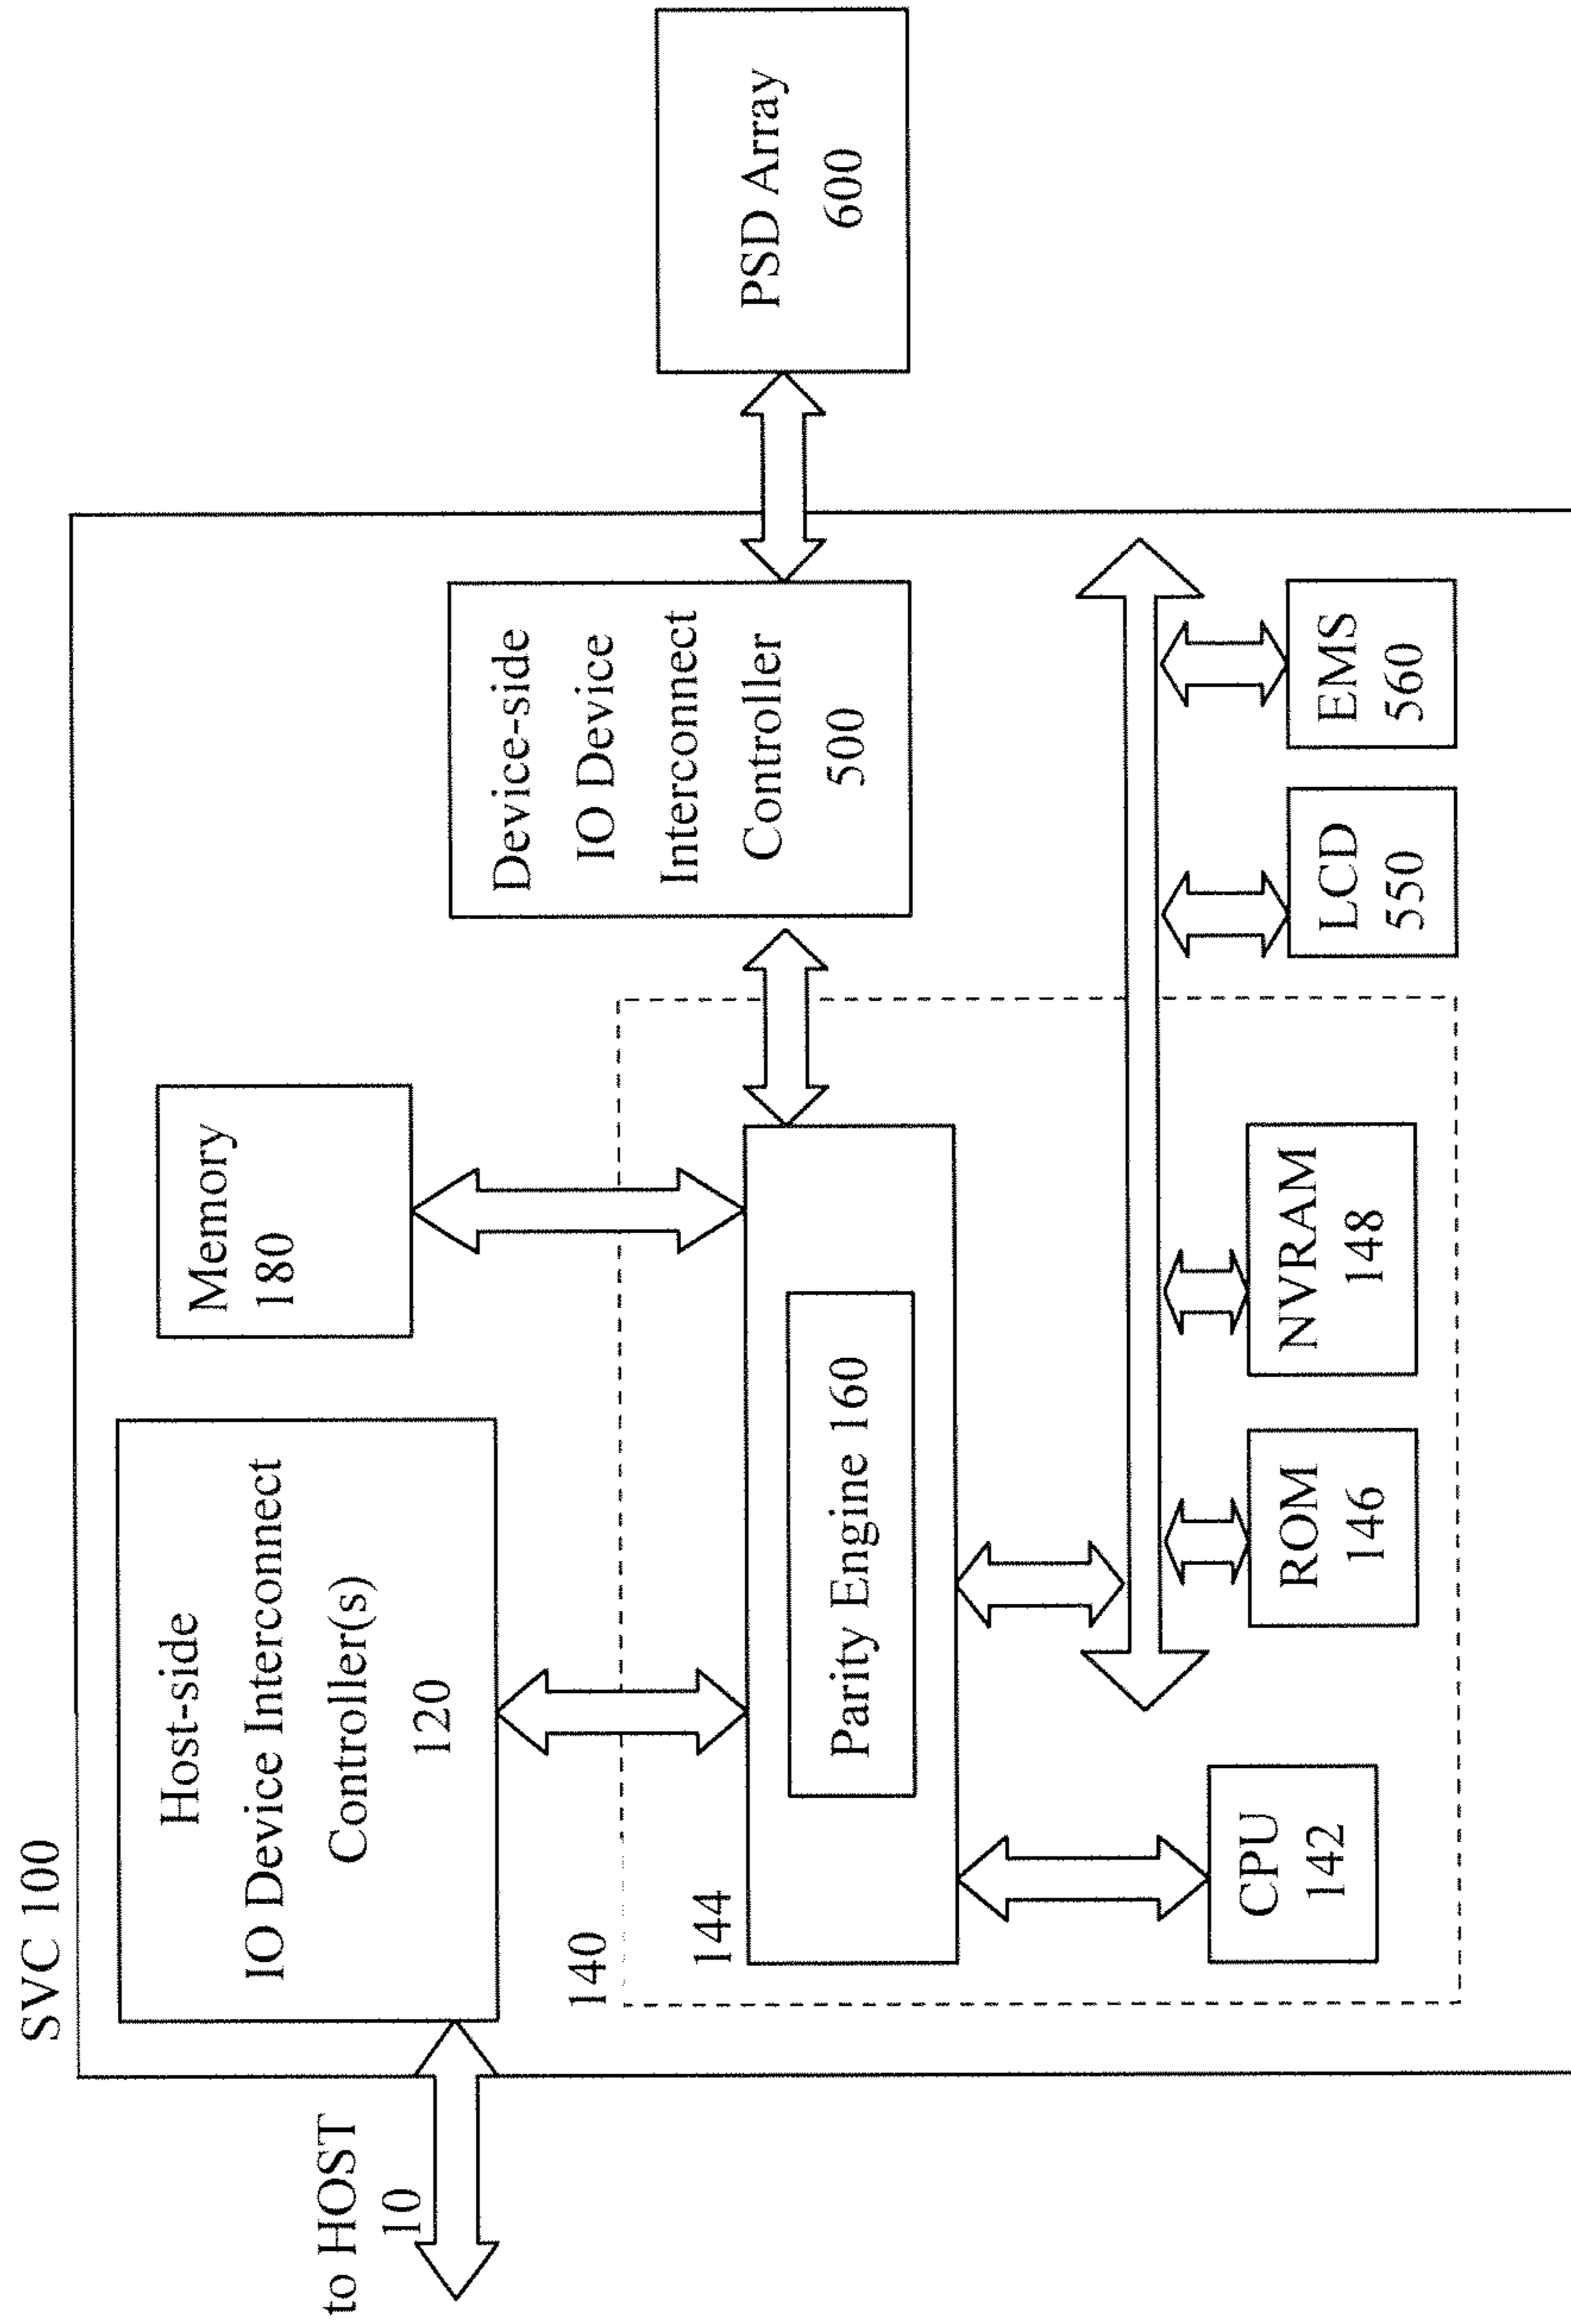 SVC 100
to HOST
10
Host-side
IO Device Interconnect
Controller(s)
120
Memory
180
Device-side
IO Device
Interconnect
Controller
500
PSD Array
600
140
144
Parity Engine 160
CPU
142
ROM
146
NVRAM
148
LCD
550
EMS
560